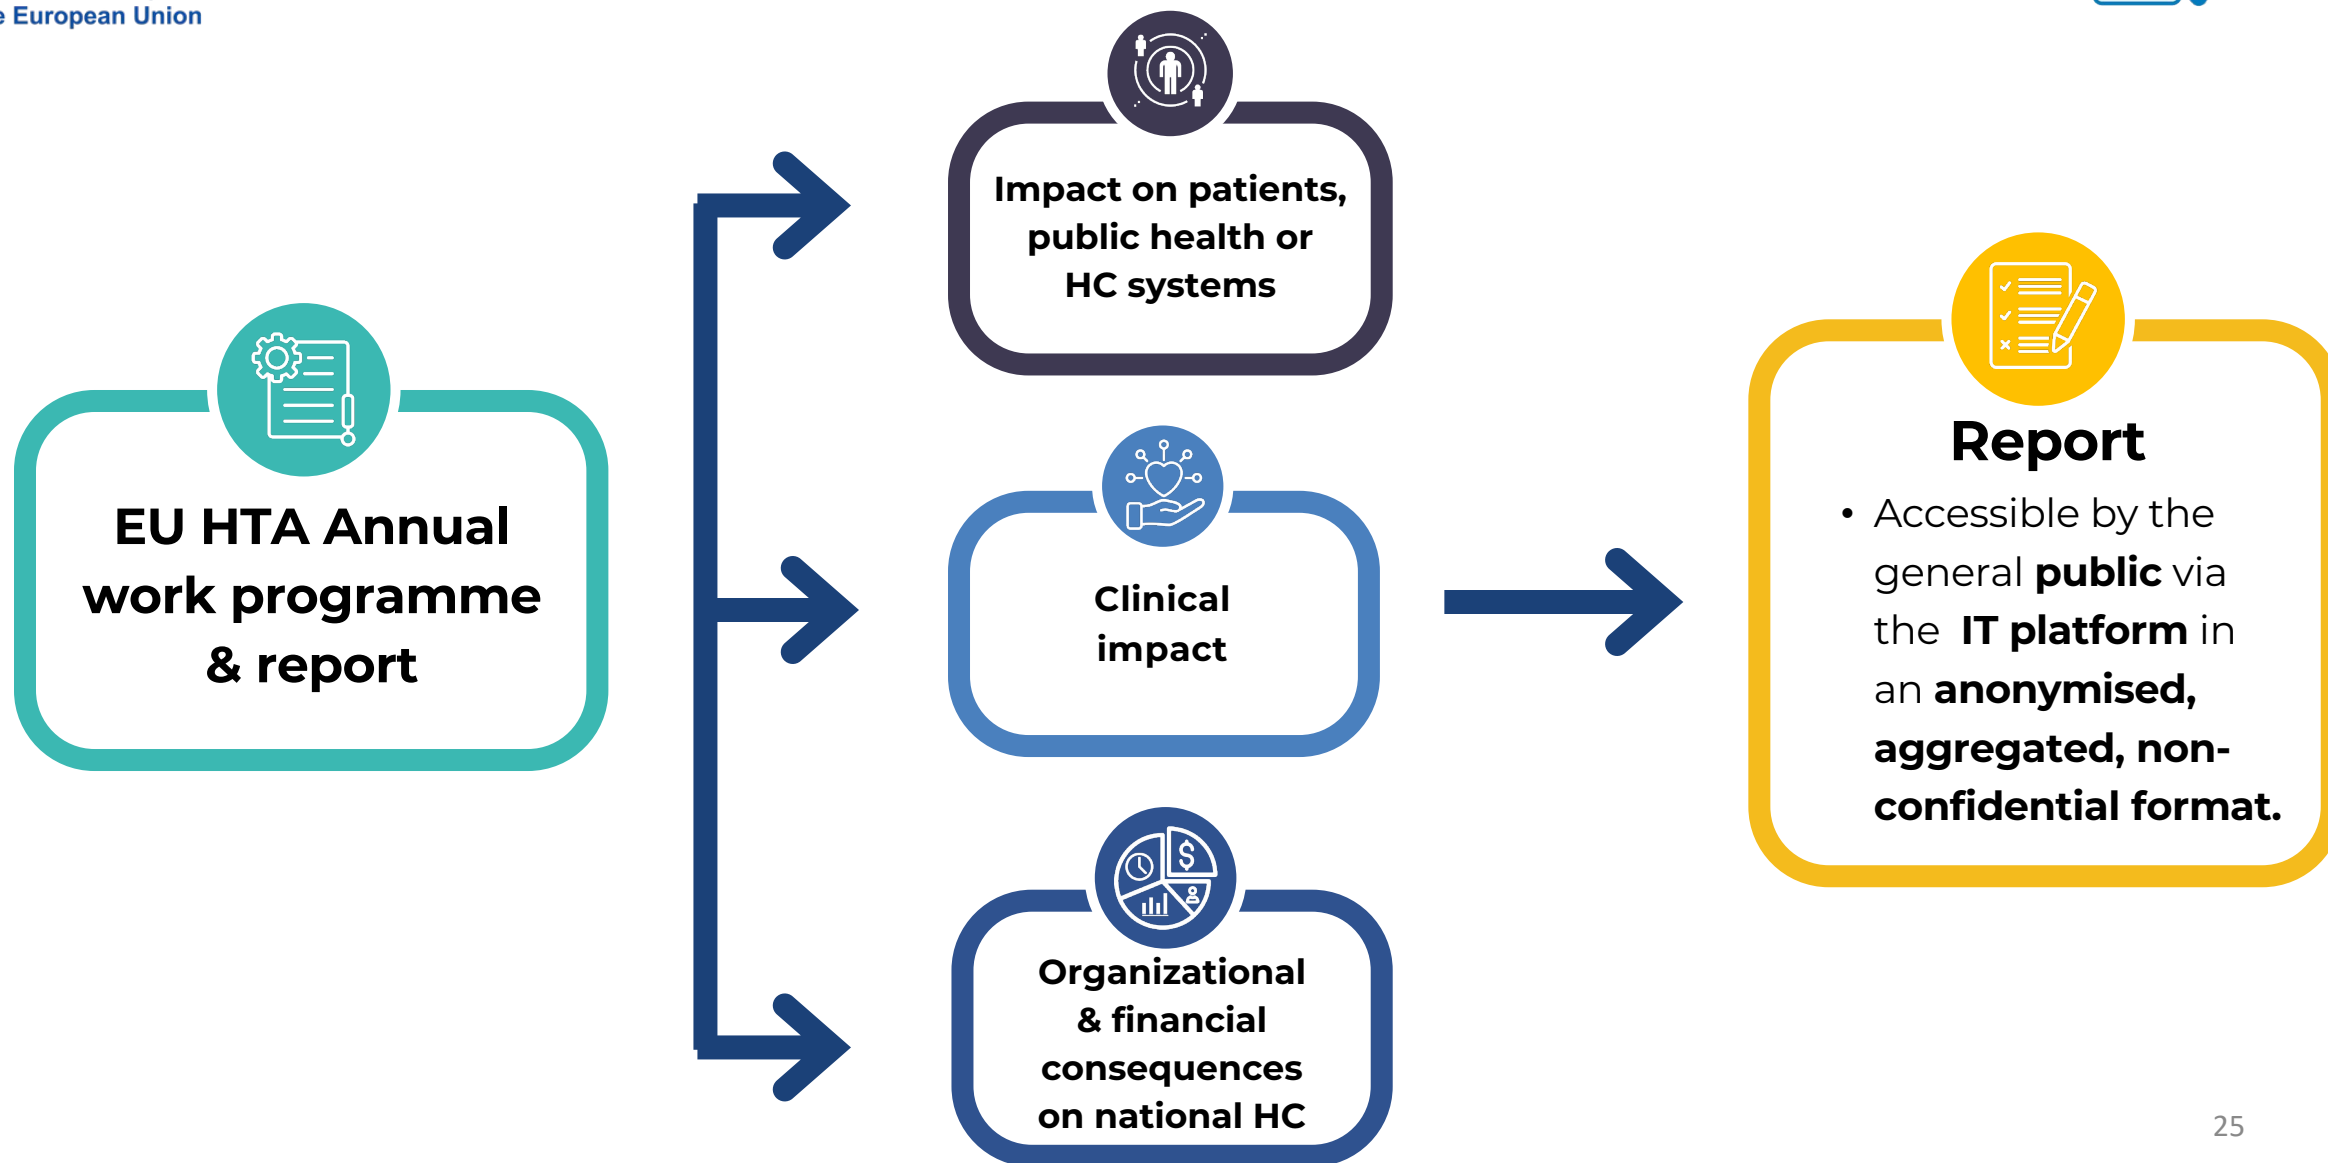 European Union
EU HTA Annual
work programme
& report
Impact on patients,
public health or
HC systems
Clinical
impact
Organizational
& financial
consequences
on national HC
Report
• Accessible by the
general public via
the IT platform in
an anonymised,
aggregated, non-
confidential format.
25